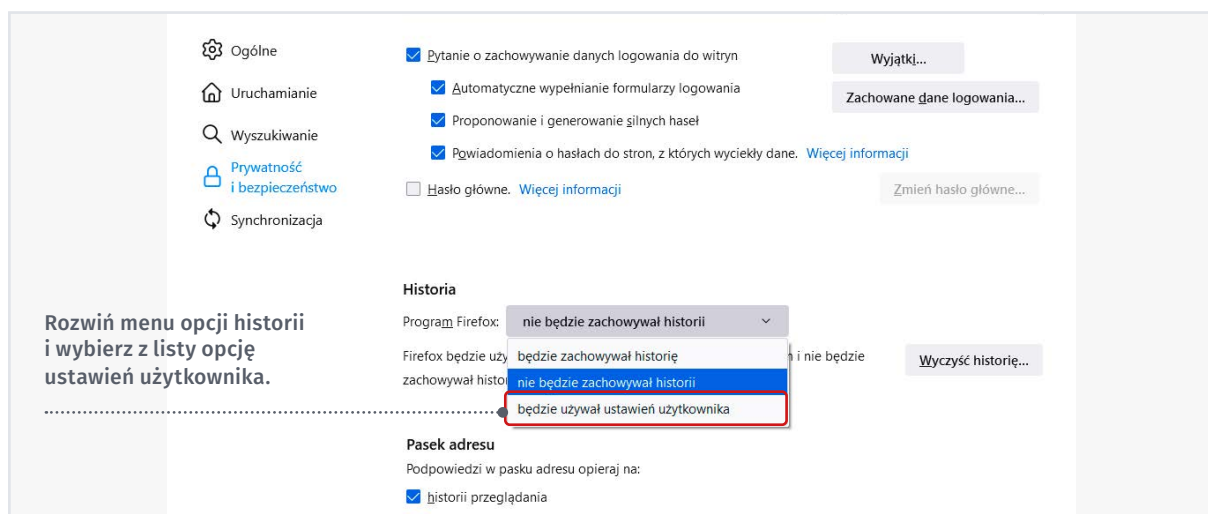 Ogólne
Uruchamianie
Wyszukiwanie
Prywatność
i bezpieczeństwo
Synchronizacja
Pytanie o zachowywanie danych logowania do witryn
Wyjątki...
Automatyczne wypełnianie formularzy logowania
Zachowane dane logowania...
Proponowanie i generowanie silnych haseł
Powiadomienia o hasłach do stron, z których wyciekły dane. Więcej informacji
Hasło główne. Więcej informacji
Zmień hasło główne...
Rozwiń menu opcji historii
i wybierz z listy opcję
ustawień użytkownika.
Historia
Program Firefox: nie będzie zachowywał historii
Firefox będzie i nie będzie
zachowywał
będzie zachowywał historię
nie będzie zachowywał historii
będzie używał ustawień użytkownika
Wyczyść historię...
Pasek adresu
Podpowiedzi w pasku adresu opieraj na:
historii przeglądania